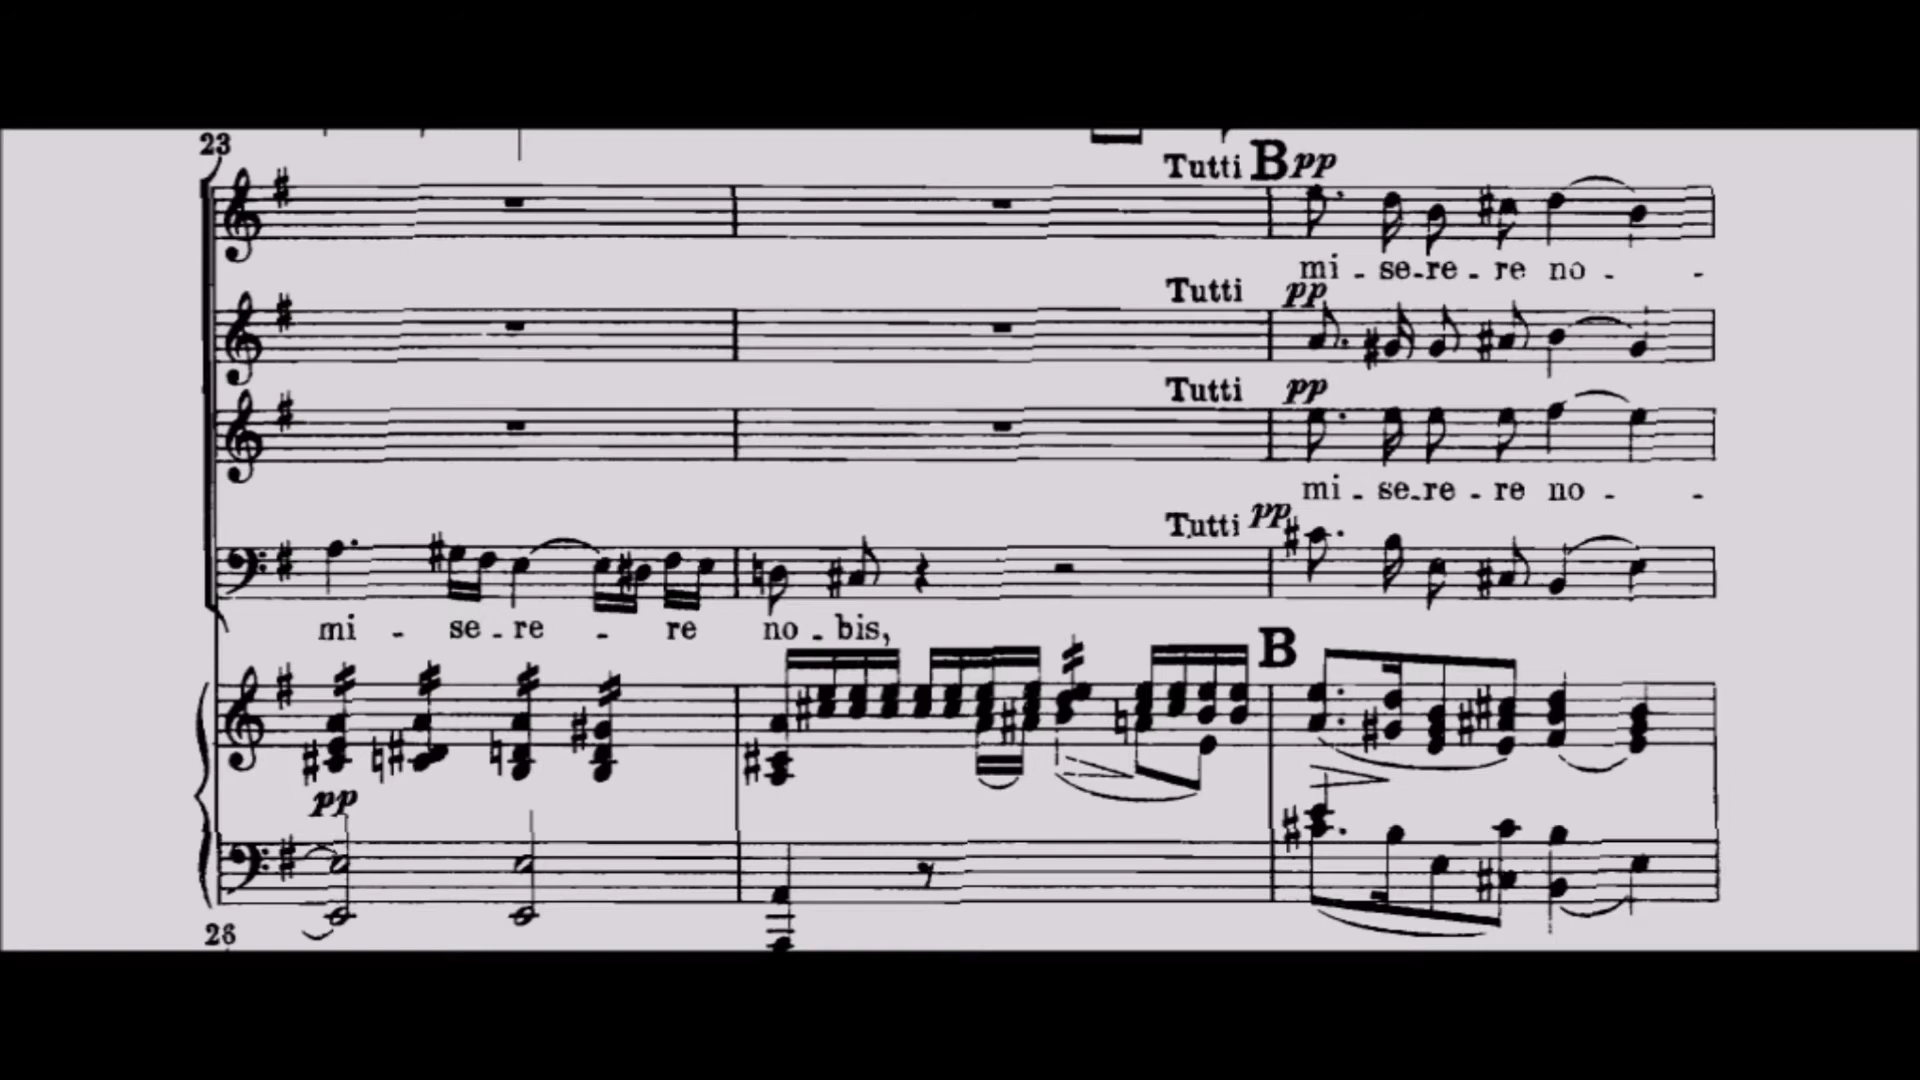 23
Tutti B pp
mi - se - re - re no - -
Tutti pp
Tutti pp
mi - se - re - re no - -
Tutti pp
mi - se - re - re no - bis,
B
pp
26